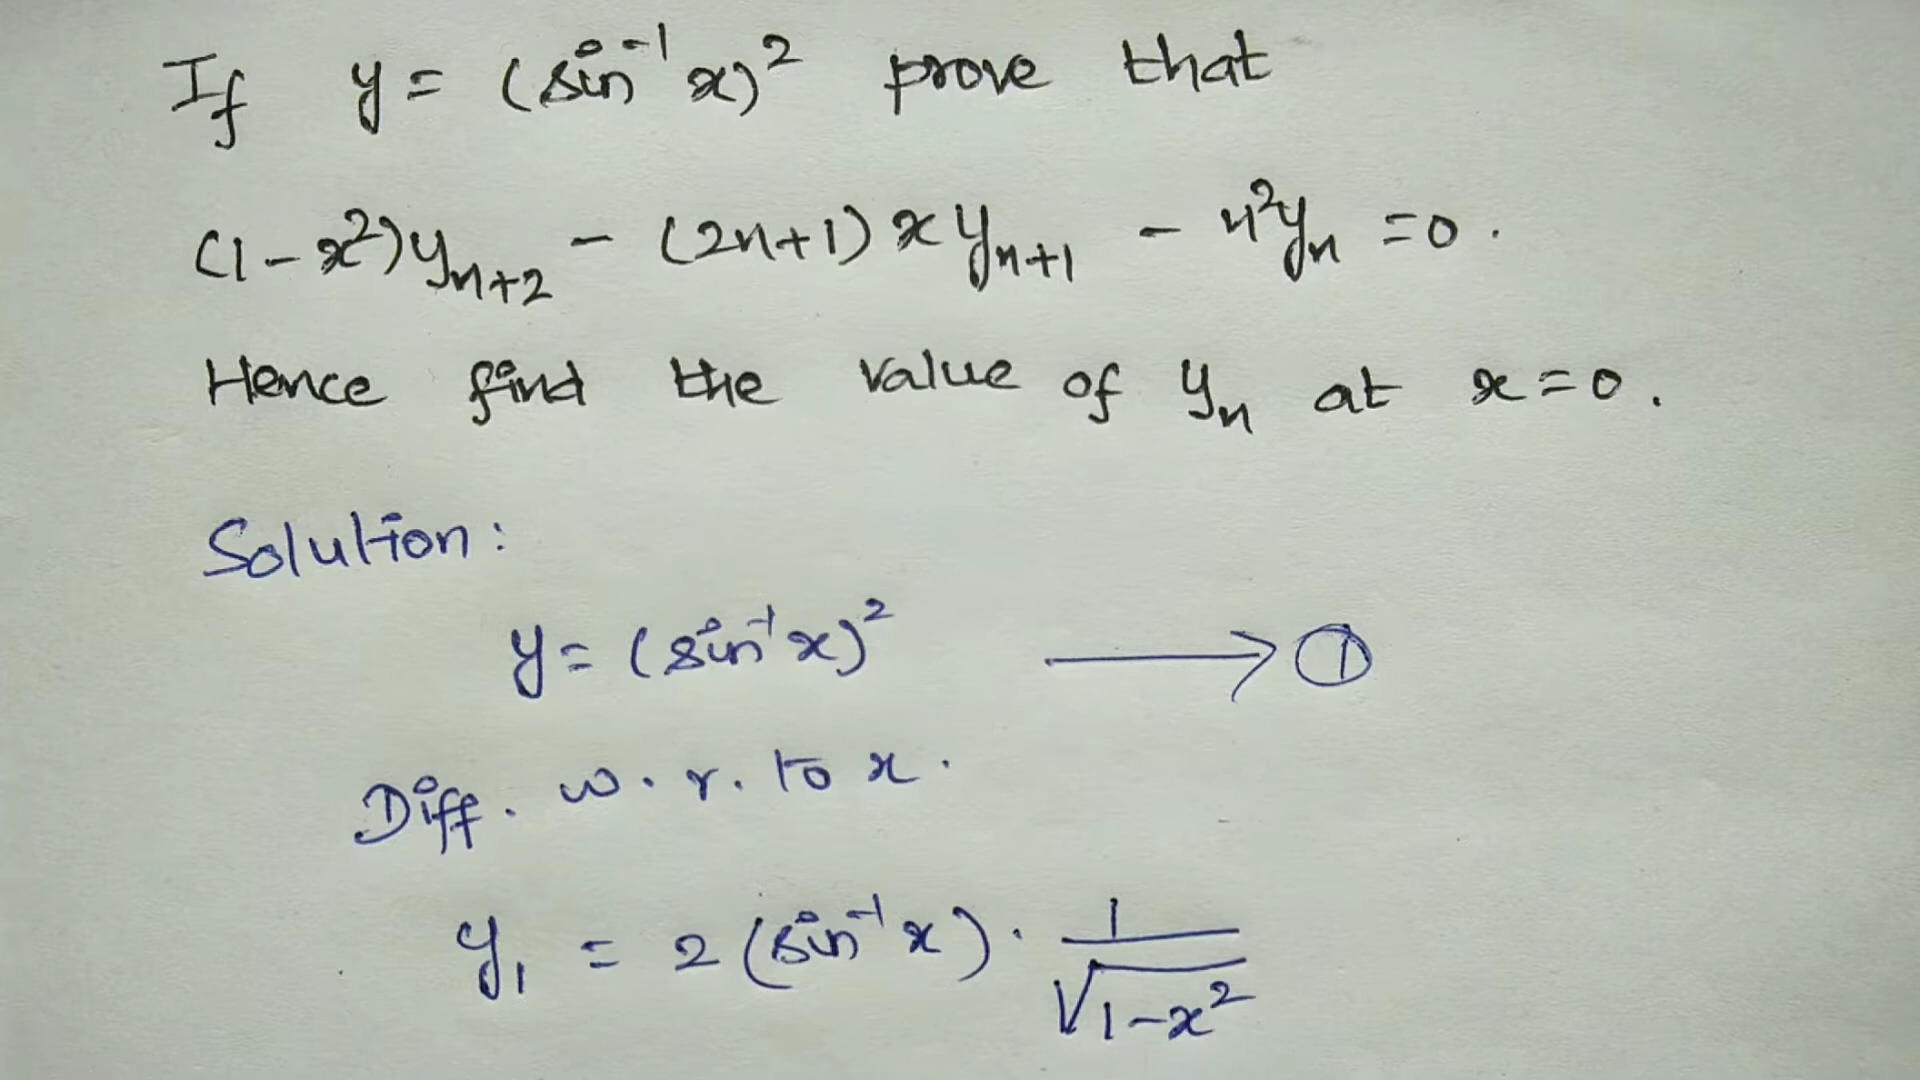 If y = (sin⁻¹x)² prove that
(1-x²)yₙ₊₂ - (2n+1)xyₙ₊₁ - n²yₙ = 0.
Hence find the value of yₙ at x=0.
Solution:
y = (sin⁻¹x)² ⟶ ①
Diff. w.r. to x.
y₁ = 2(sin⁻¹x) · 1/√(1-x²)